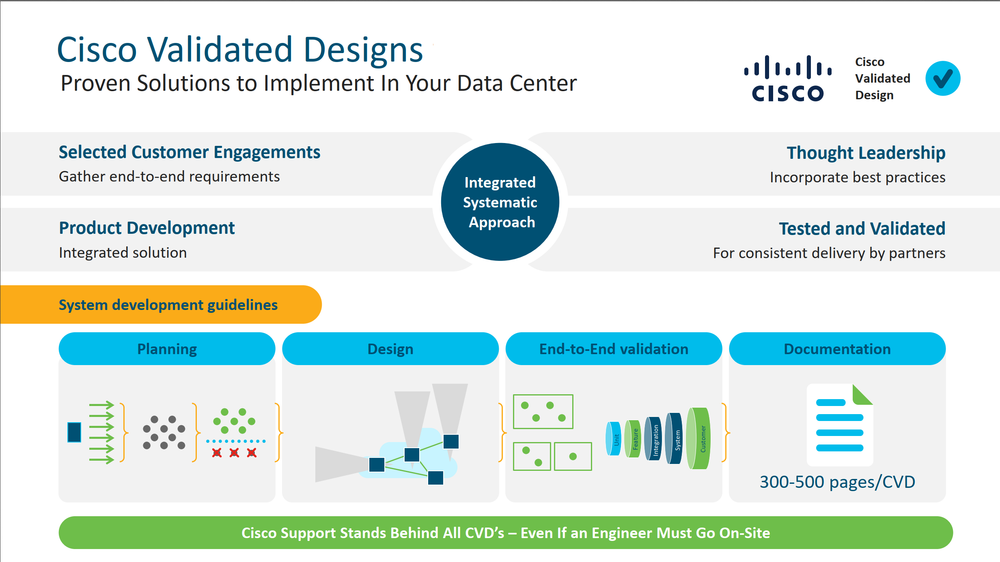 Cisco Validated Designs
Proven Solutions to Implement In Your Data Center
CISCO
Cisco
Validated
Design
Selected Customer Engagements
Gather end-to-end requirements
Thought Leadership
Incorporate best practices
Integrated
Systematic
Approach
Product Development
Integrated solution
Tested and Validated
For consistent delivery by partners
System development guidelines
Planning
Design
End-to-End validation
Documentation
Unit
Feature
Integration
System
Customer
300-500 pages/CVD
Cisco Support Stands Behind All CVD’s – Even If an Engineer Must Go On-Site